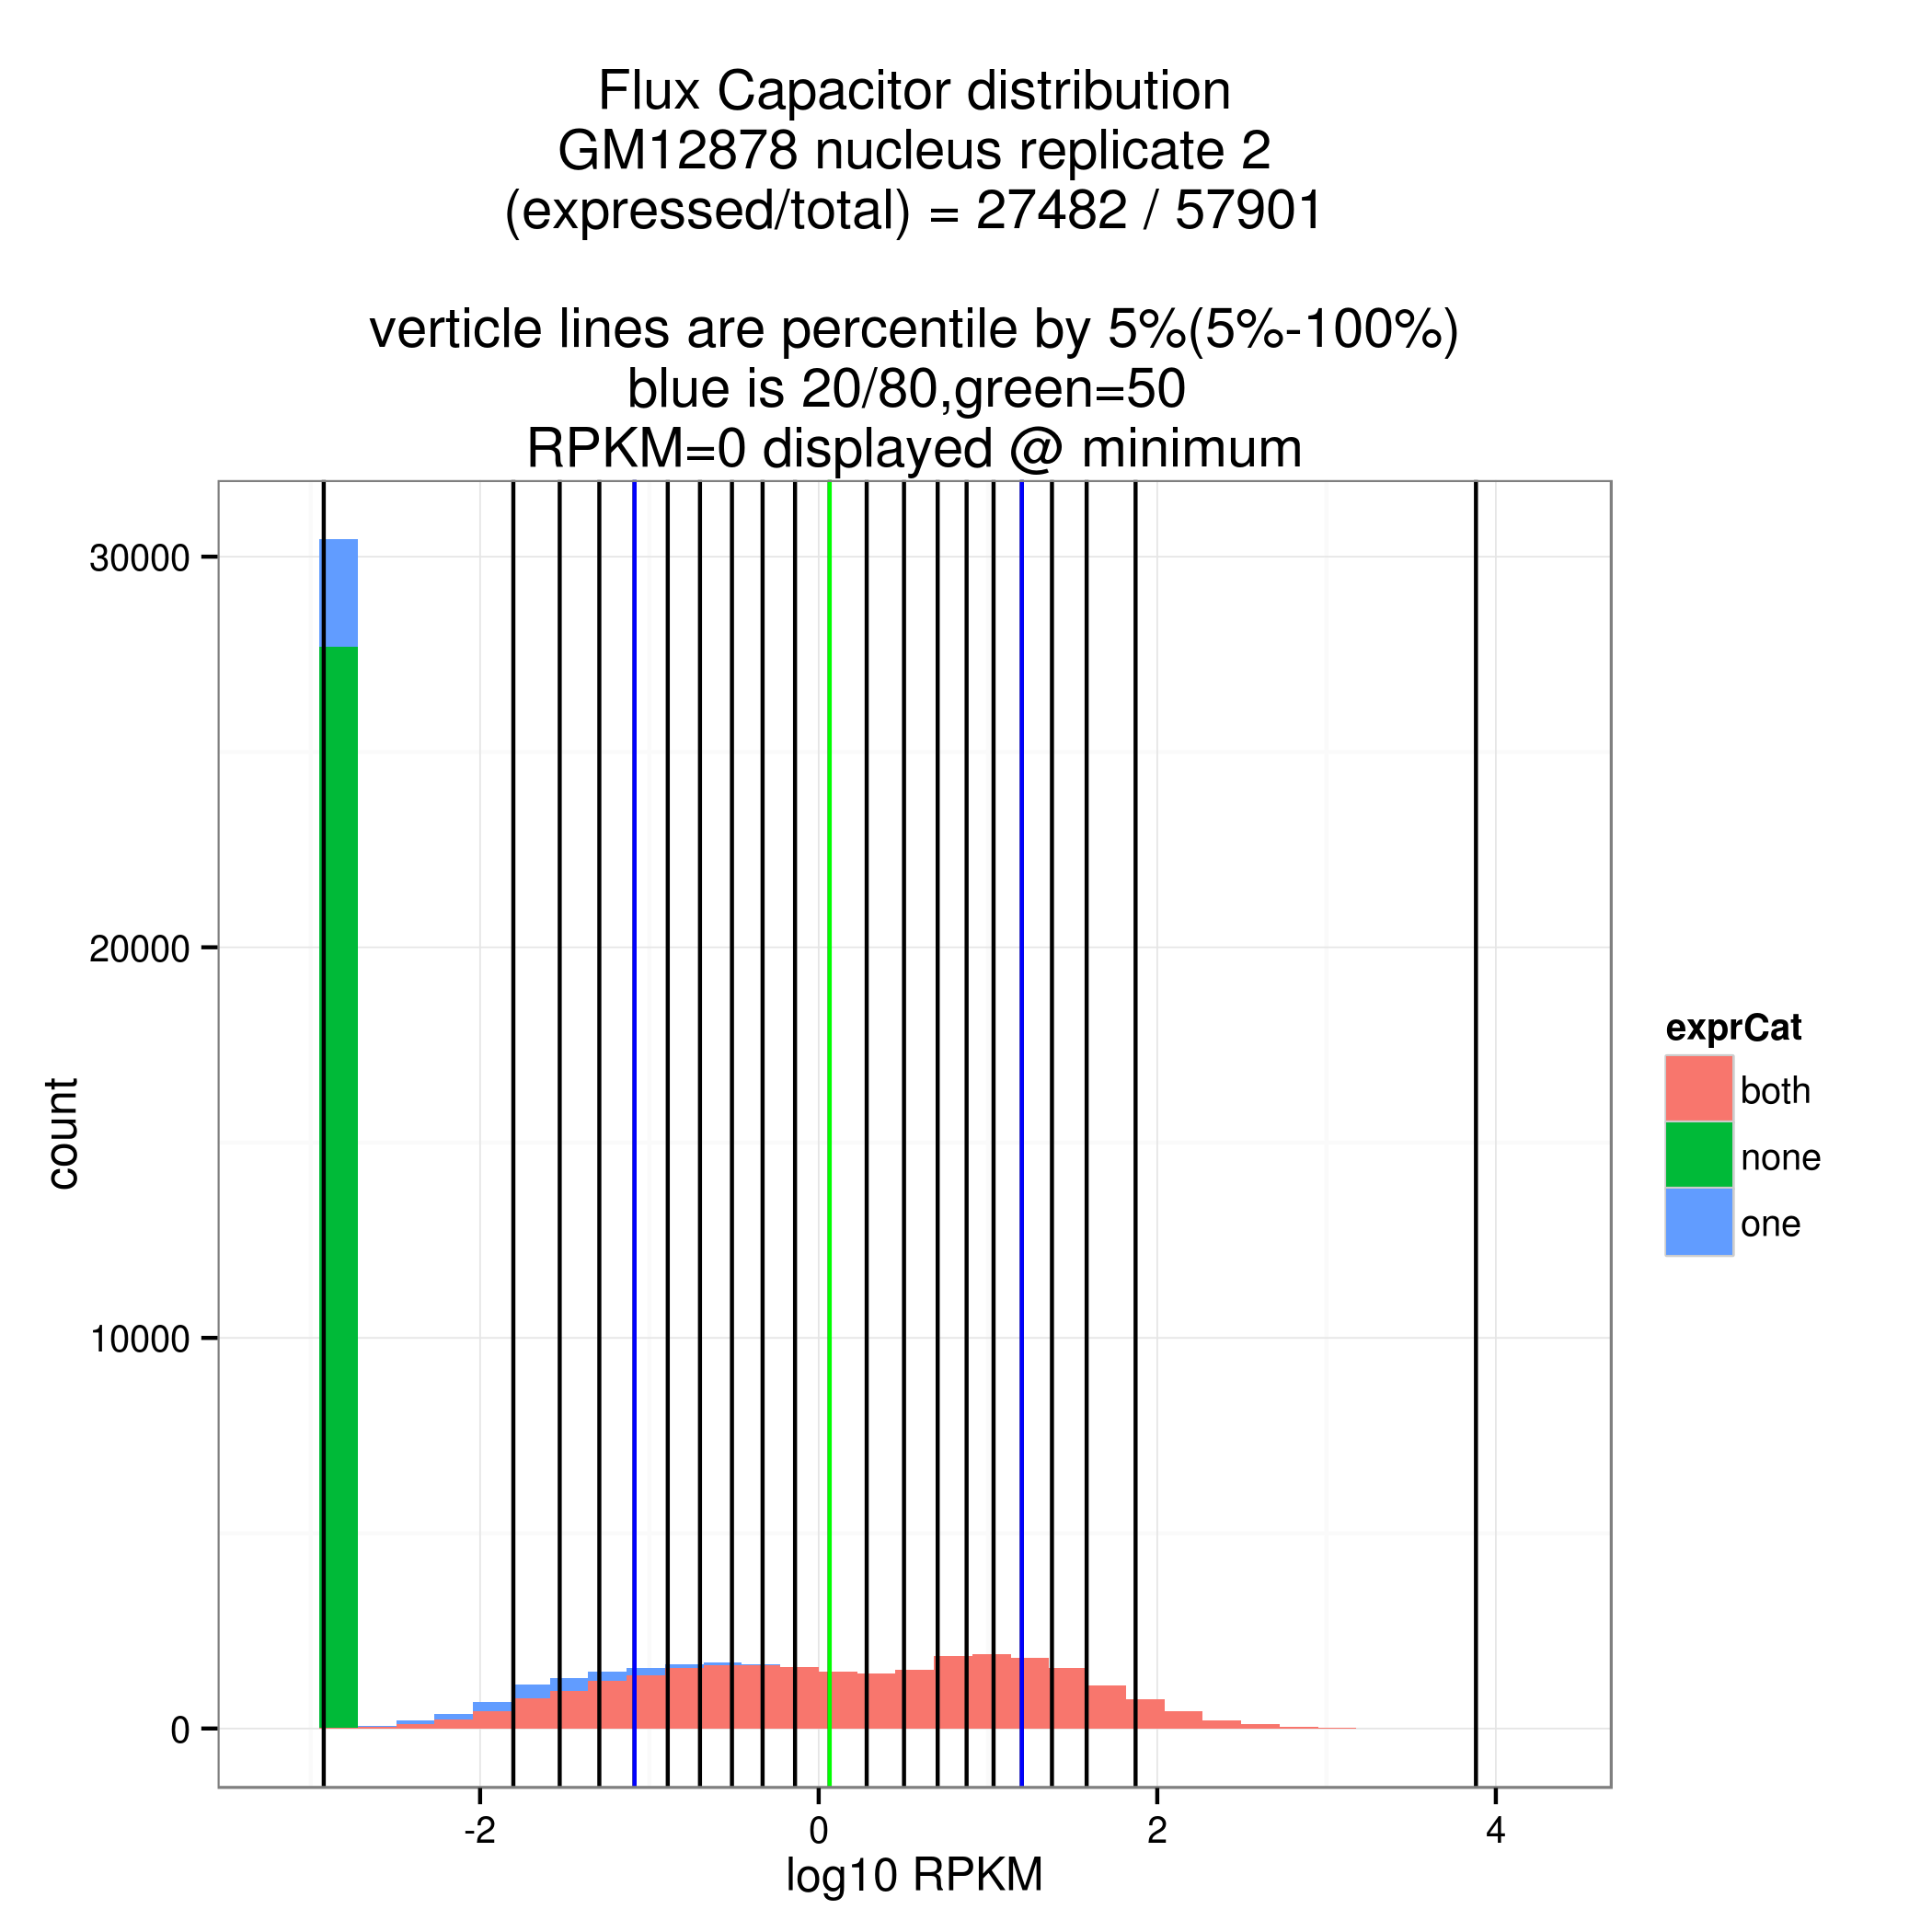 Flux Capacitor distribution
GM12878 nucleus replicate 2
(expressed/total) = 27482 / 57901
verticle lines are percentile by 5%(5%-100%)
blue is 20/80,green=50
RPKM=0 displayed @ minimum
30000
20000
10000
0
count
-2
0
2
4
log10 RPKM
exprCat
both
none
one